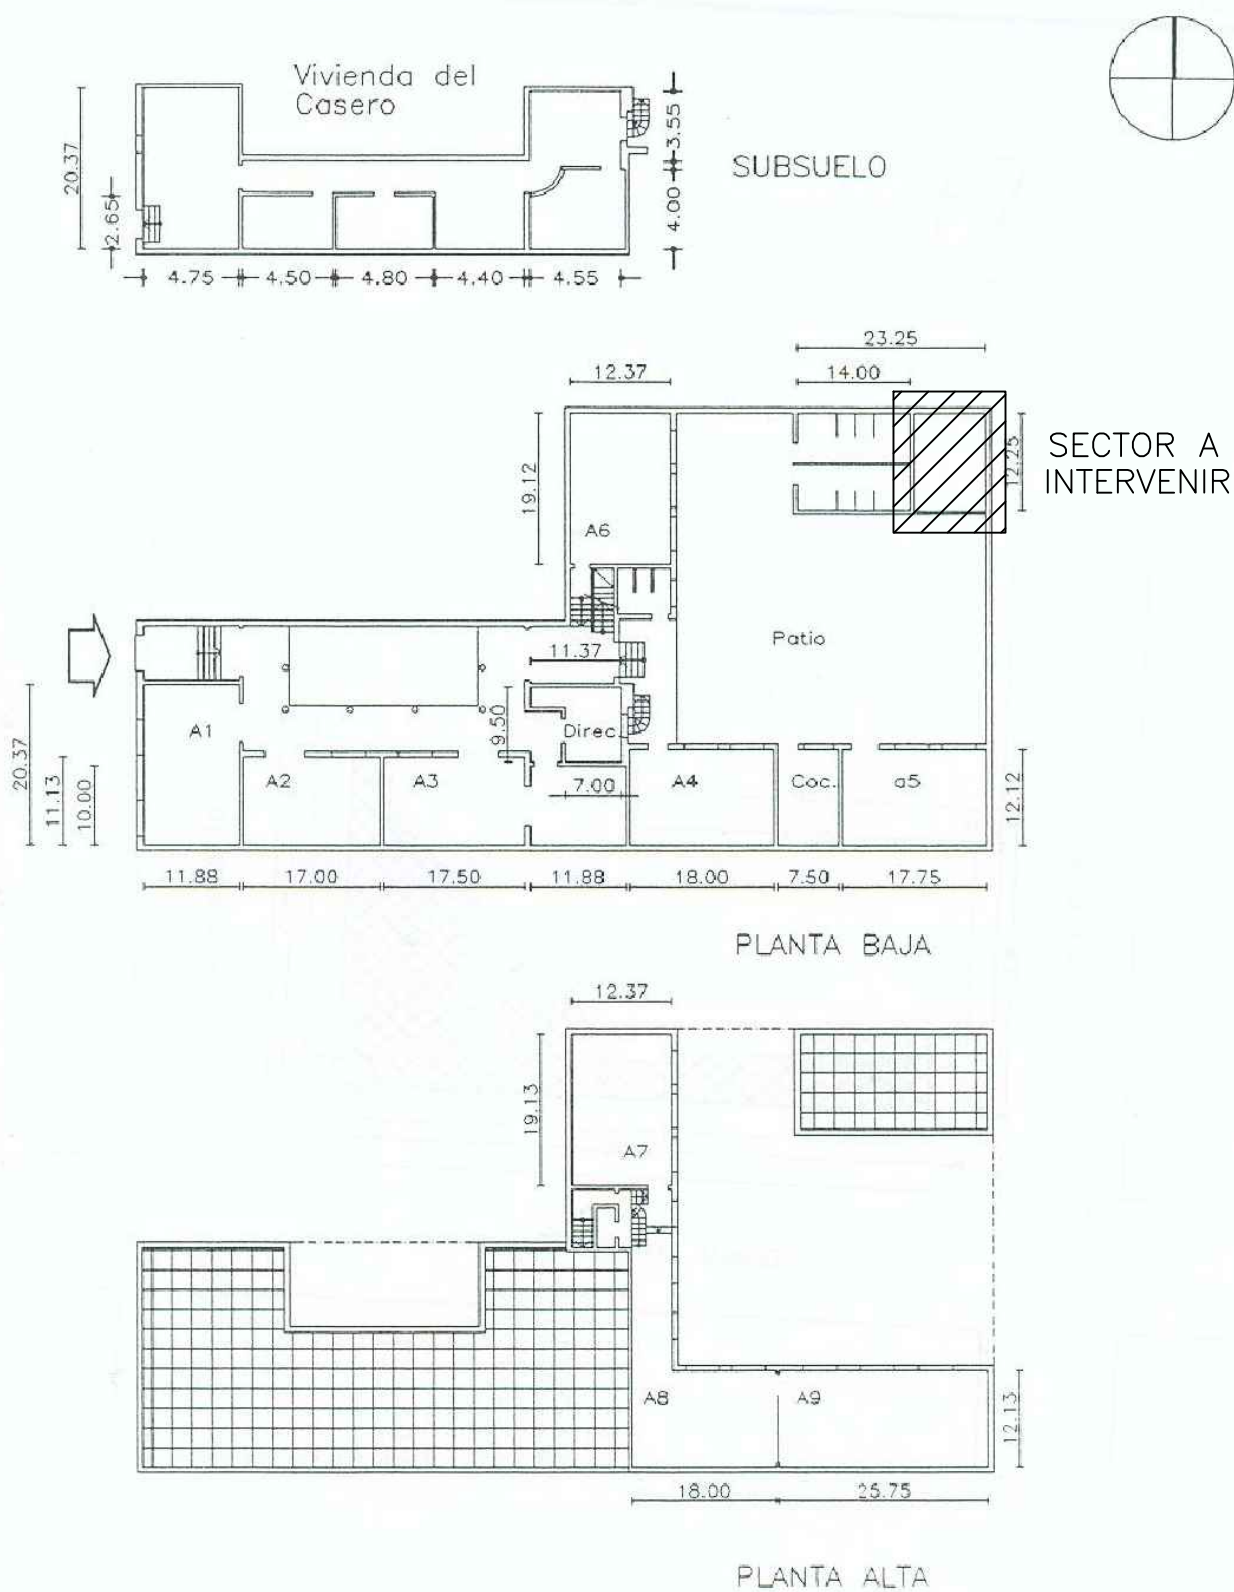 Vivienda del
Casero
SUBSUELO
20.37
2.65
3.55
4.00
4.75
4.50
4.80
4.40
4.55
23.25
12.37
14.00
SECTOR A
INTERVENIR
12.25
19.12
A6
Patio
11.37
9.50
Direc.
A1
A2
A3
7.00
A4
Coc.
a5
20.37
11.13
10.00
12.12
11.88
17.00
17.50
11.88
18.00
7.50
17.75
PLANTA BAJA
12.37
19.13
A7
A8
A9
12.13
18.00
25.75
PLANTA ALTA